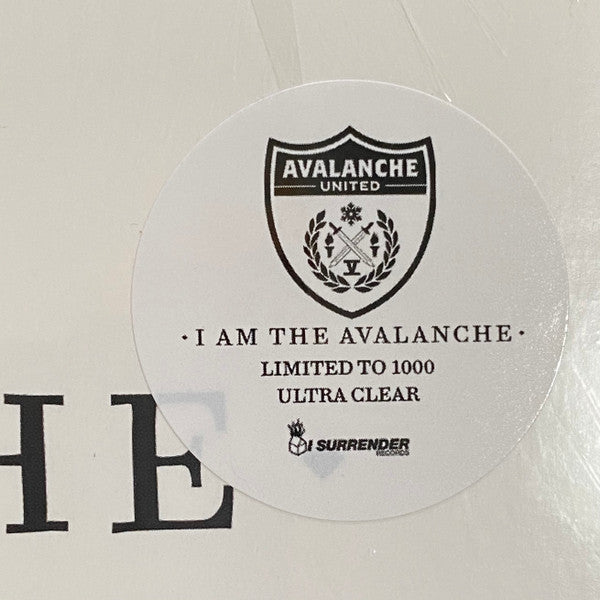 AVALANCHE
UNITED
V
· I AM THE AVALANCHE ·
LIMITED TO 1000
ULTRA CLEAR
I SURRENDER
RECORDS
HE